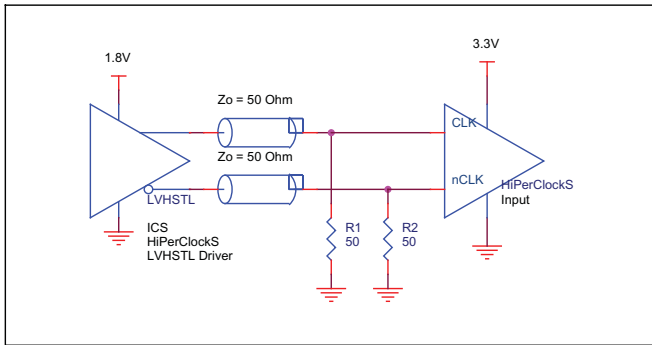 1.8V
3.3V
Zo = 50 Ohm
CLK
Zo = 50 Ohm
nCLK
HiPerClockS
Input
LVHSTL
ICS
HiPerClockS
LVHSTL Driver
R1
50
R2
50